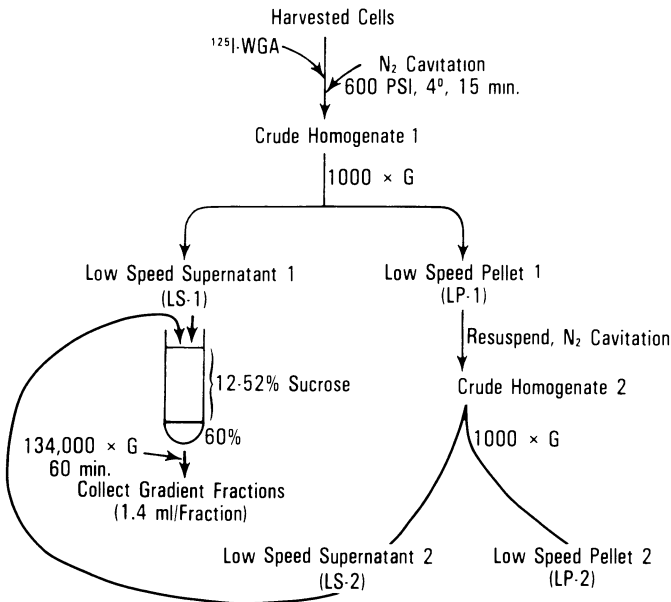 Harvested Cells
¹²⁵I·WGA
N₂ Cavitation
600 PSI, 4⁰, 15 min.
Crude Homogenate 1
1000 × G
Low Speed Supernatant 1
(LS·1)
Low Speed Pellet 1
(LP·1)
Resuspend, N₂ Cavitation
12·52% Sucrose
Crude Homogenate 2
60%
1000 × G
134,000 × G
60 min.
Collect Gradient Fractions
(1.4 ml/Fraction)
Low Speed Supernatant 2
(LS·2)
Low Speed Pellet 2
(LP·2)